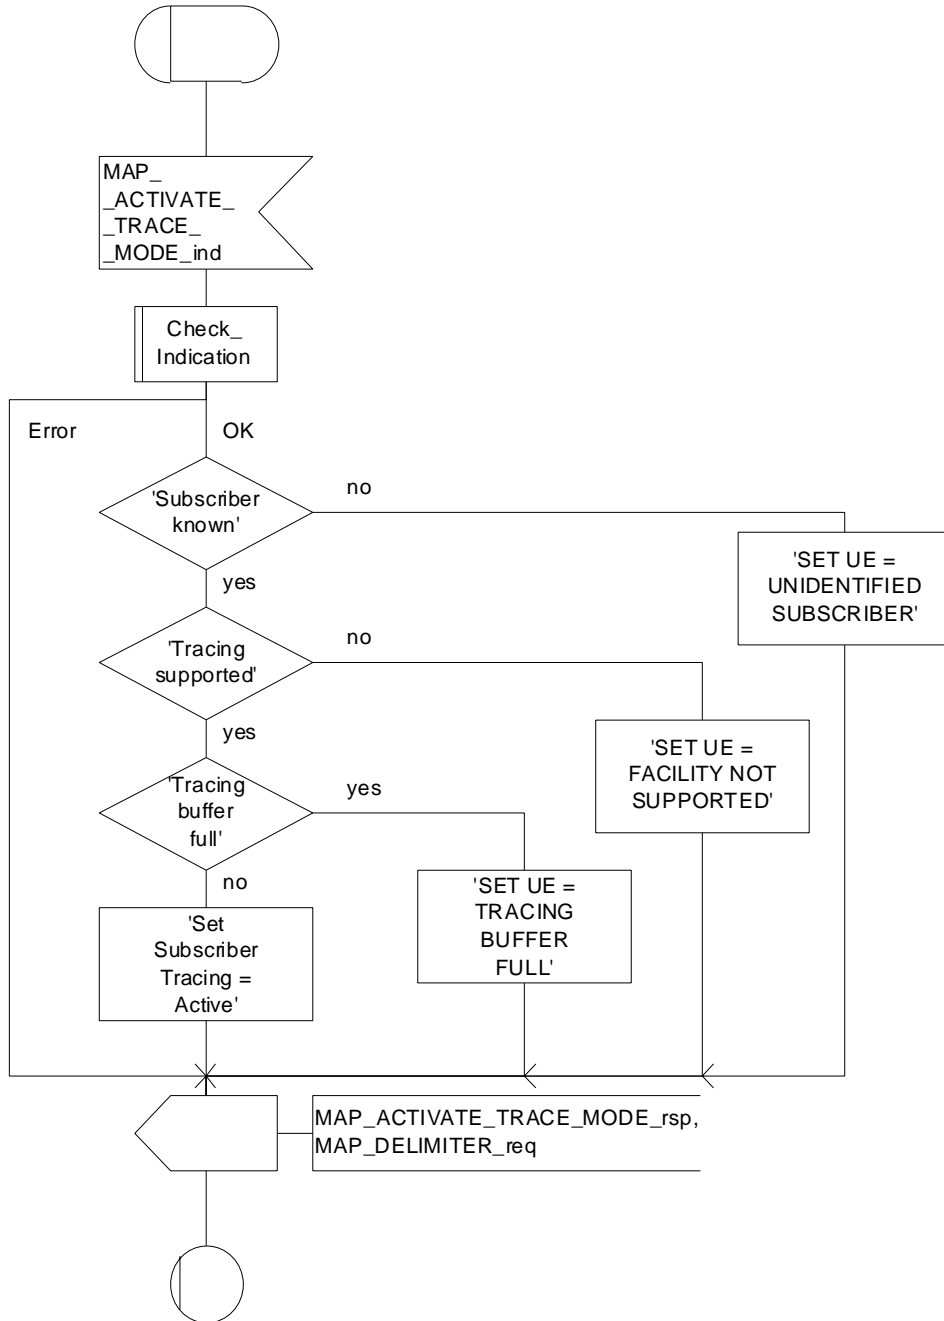 MAP_
_ACTIVATE_
_TRACE_
_MODE_ind
Check_
Indication
Error
OK
'Subscriber
known'
no
'SET UE =
UNIDENTIFIED
SUBSCRIBER'
yes
'Tracing
supported'
no
'SET UE =
FACILITY NOT
SUPPORTED'
yes
'Tracing
buffer
full'
yes
'SET UE =
TRACING
BUFFER
FULL'
no
'Set
Subscriber
Tracing =
Active'
MAP_ACTIVATE_TRACE_MODE_rsp,
MAP_DELIMITER_req